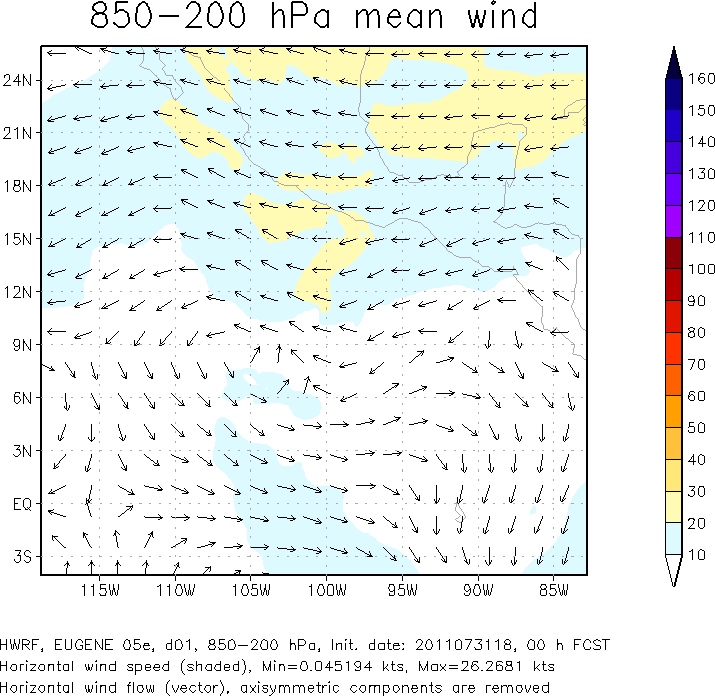 850-200 hPa mean wind
24N
21N
18N
15N
12N
9N
6N
3N
EQ
3S
115W 110W 105W 100W 95W 90W 85W
160
150
140
130
120
110
100
90
80
70
60
50
40
30
20
10
HWRF, EUGENE 05e, d01, 850-200 hPa, Init. date: 2011073118, 00 h FCST
Horizontal wind speed (shaded), Min=0.045194 kts, Max=26.2681 kts
Horizontal wind flow (vector), axisymmetric components are removed